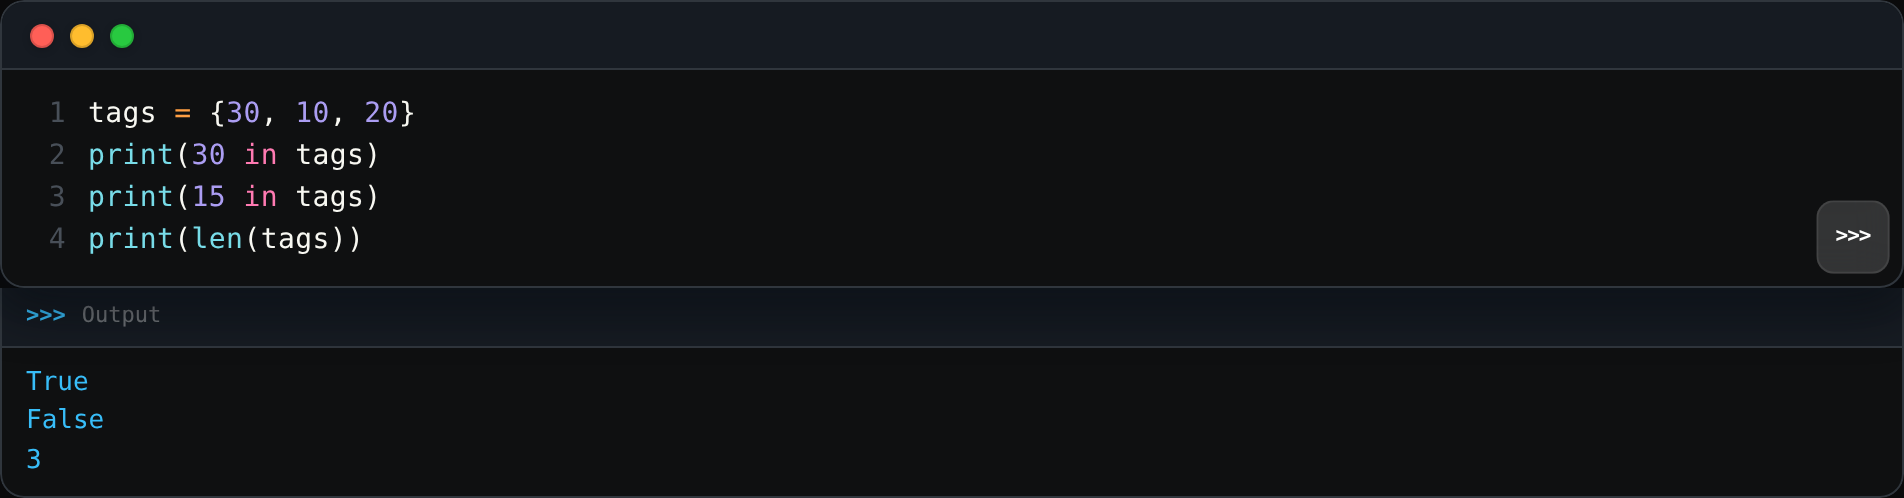 1 tags = {30, 10, 20}
2 print(30 in tags)
3 print(15 in tags)
4 print(len(tags))
>>>
>>> Output
True
False
3